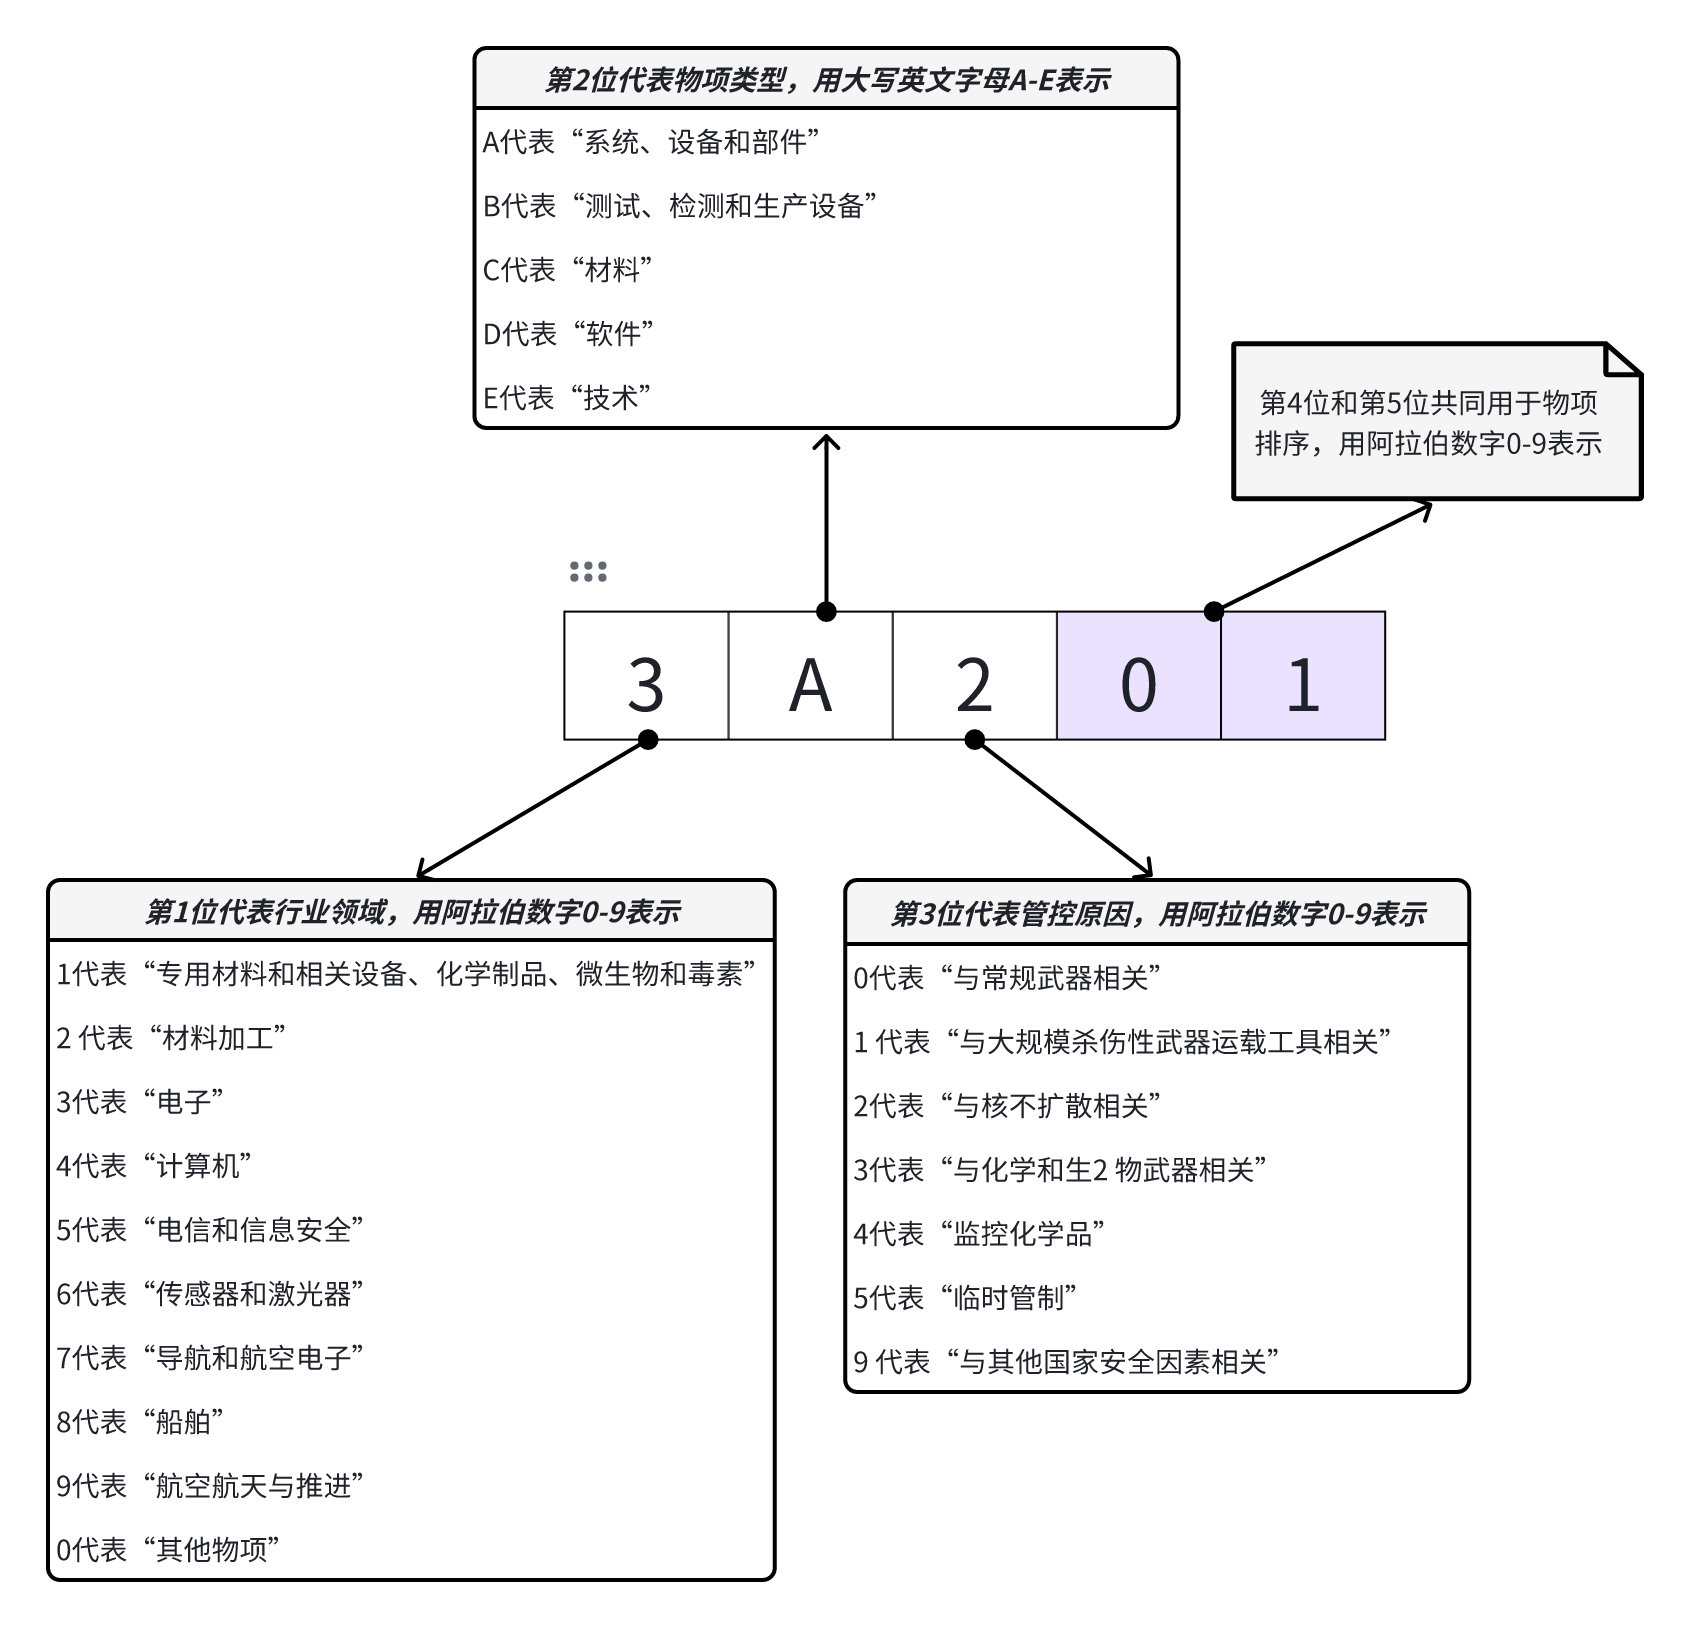 第2位代表物项类型，用大写英文字母A-E表示
A代表“系统、设备和部件”
B代表“测试、检测和生产设备”
C代表“材料”
D代表“软件”
E代表“技术”
第4位和第5位共同用于物项
排序，用阿拉伯数字0-9表示
3 A 2 0 1
第1位代表行业领域，用阿拉伯数字0-9表示
1代表“专用材料和相关设备、化学制品、微生物和毒素”
2 代表“材料加工”
3代表“电子”
4代表“计算机”
5代表“电信和信息安全”
6代表“传感器和激光器”
7代表“导航和航空电子”
8代表“船舶”
9代表“航空航天与推进”
0代表“其他物项”
第3位代表管控原因，用阿拉伯数字0-9表示
0代表“与常规武器相关”
1 代表“与大规模杀伤性武器运载工具相关”
2代表“与核不扩散相关”
3代表“与化学和生2 物武器相关”
4代表“监控化学品”
5代表“临时管制”
9 代表“与其他国家安全因素相关”